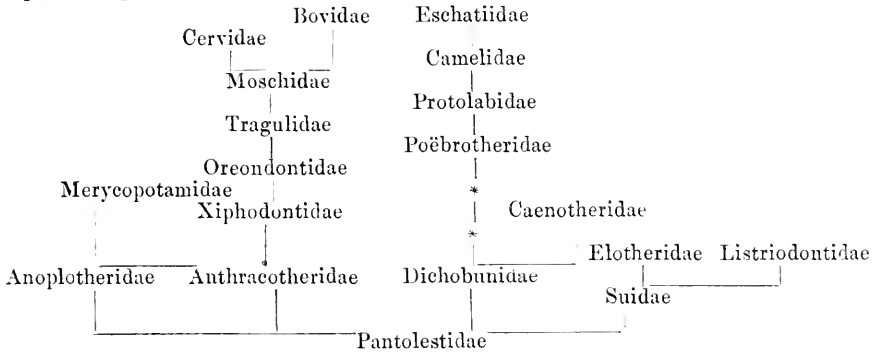 Bovidae Eschatiidae
Cervidae Camelidae
Moschidae
Protolabidae
Tragulidae
Poëbrotheridae
Oreondontidae
Merycopotamidae
Xiphodontidae Caenotheridae
Elotheridae Listriodontidae
Anoplotheridae Anthracotheridae Dichobunidae
Suidae
Pantolestidae